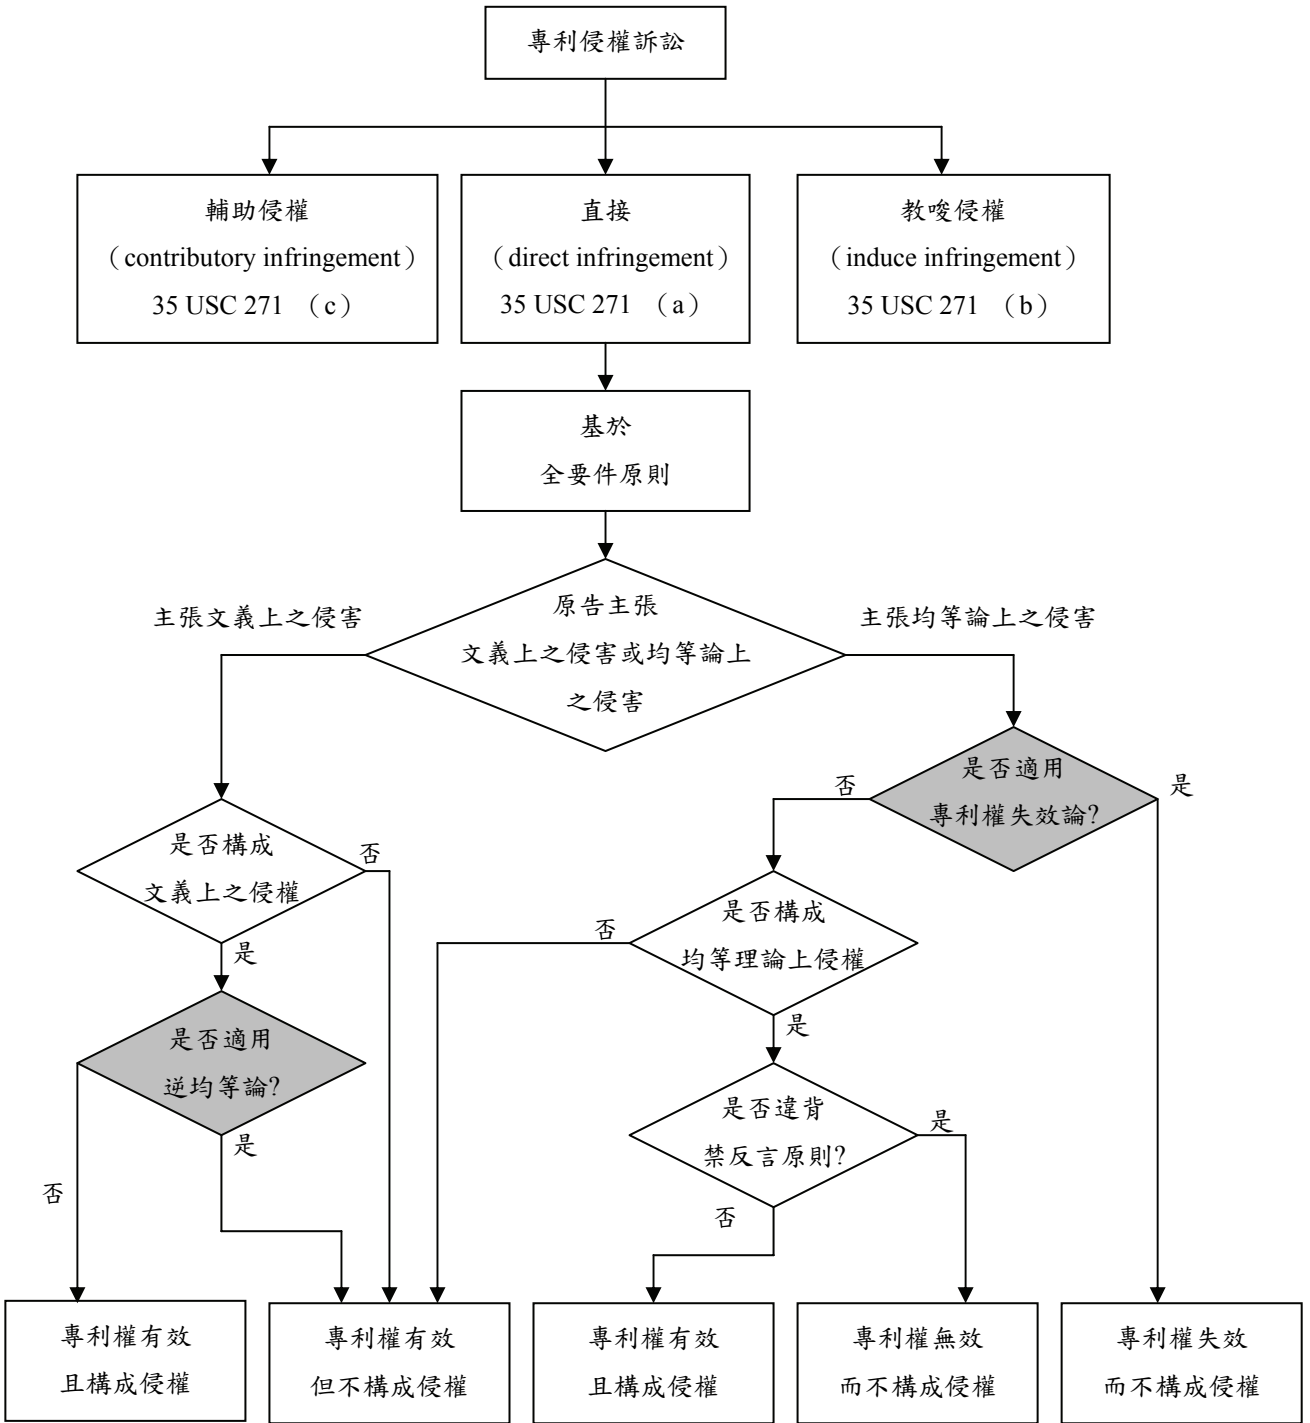 專利侵權訴訟
輔助侵權
（contributory infringement）
35 USC 271 （c）
直接
（direct infringement）
35 USC 271 （a）
教唆侵權
（induce infringement）
35 USC 271 （b）
基於
全要件原則
主張文義上之侵害
原告主張
文義上之侵害或均等論上
之侵害
主張均等論上之侵害
是否適用
專利權失效論?
否
是
是否構成
文義上之侵權
否
是
是否構成
均等理論上侵權
否
是
是否適用
逆均等論?
是
否
是否違背
禁反言原則?
是
否
專利權有效
且構成侵權
專利權有效
但不構成侵權
專利權有效
且構成侵權
專利權無效
而不構成侵權
專利權失效
而不構成侵權